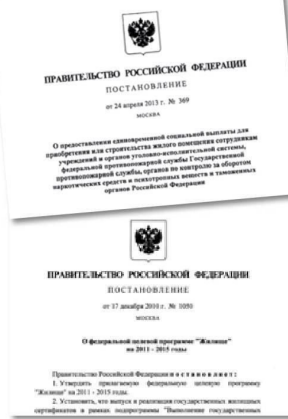 ПРАВИТЕЛЬСТВО РОССИЙСКОЙ ФЕДЕРАЦИИ
ПОСТАНОВЛЕНИЕ
от 24 апреля 2013 г. № 369
МОСКВА
О предоставлении единовременной социальной выплаты для
приобретения или строительства жилого помещения сотрудникам
учреждений и органов уголовно-исполнительной системы,
федеральной противопожарной службы Государственной
противопожарной службы, органов по контролю за оборотом
наркотических средств и психотропных веществ и таможенных
органов Российской Федерации
ПРАВИТЕЛЬСТВО РОССИЙСКОЙ ФЕДЕРАЦИИ
ПОСТАНОВЛЕНИЕ
от 17 декабря 2010 г. № 1050
МОСКВА
О федеральной целевой программе "Жилище"
на 2011 - 2015 годы
Правительство Российской Федерации постановляет:
1. Утвердить прилагаемую федеральную целевую программу
"Жилище" на 2011 - 2015 годы.
2. Установить, что выпуск и реализация государственных жилищных
сертификатов в рамках подпрограммы "Выполнение государственных